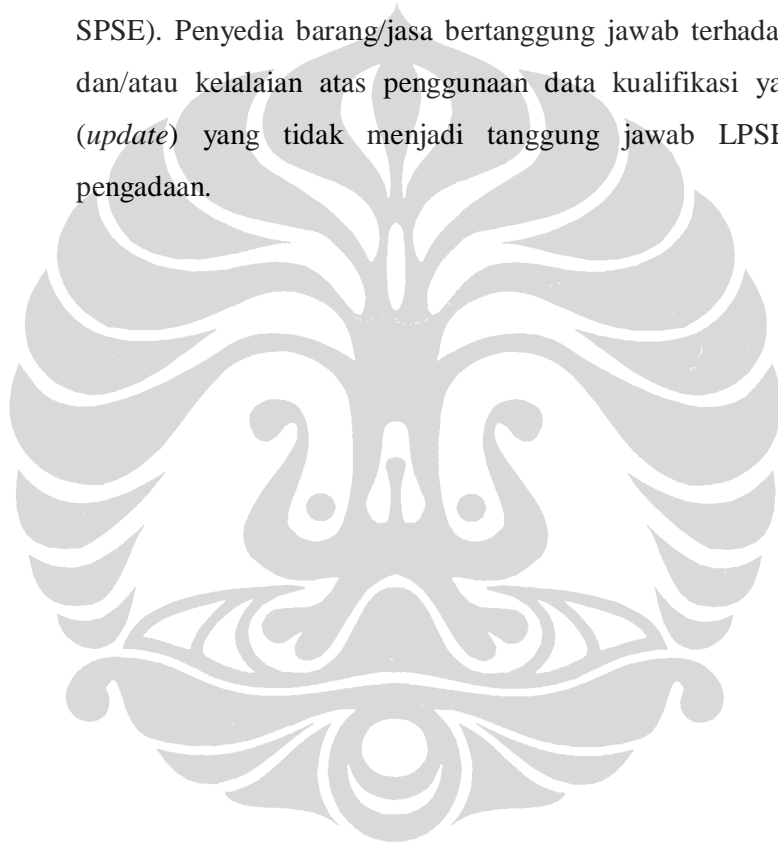 SPSE). Penyedia barang/jasa bertanggung jawab terhada
dan/atau kelalaian atas penggunaan data kualifikasi ya
(update) yang tidak menjadi tanggung jawab LPSE
pengadaan.